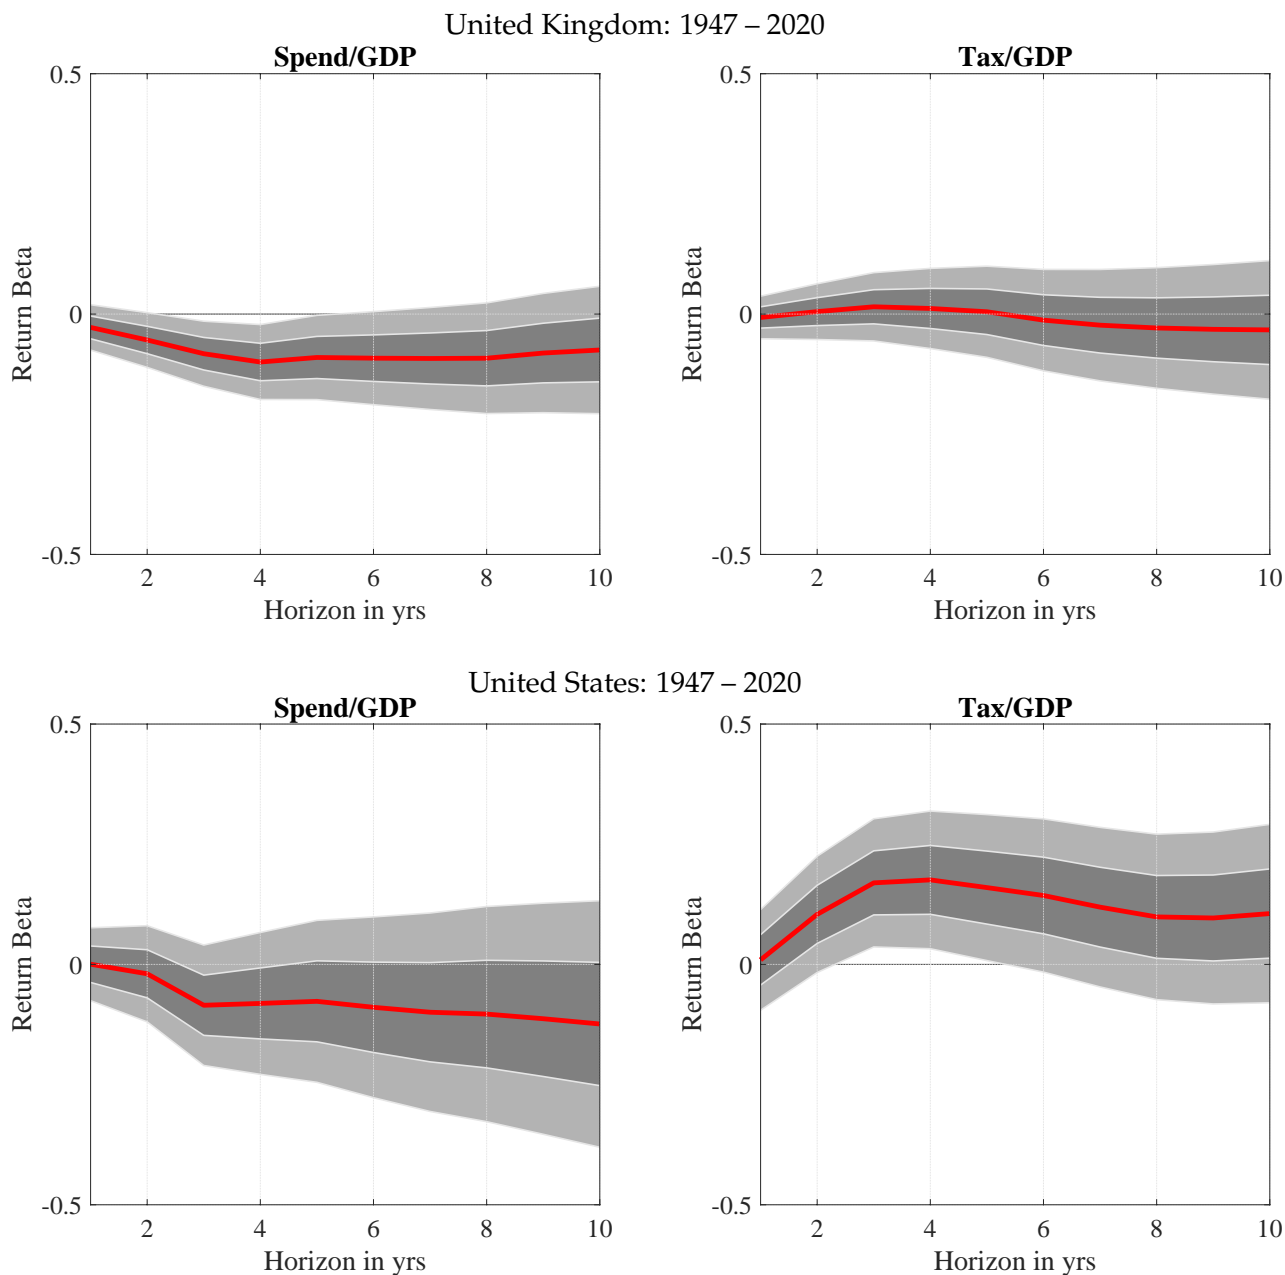 United Kingdom: 1947 – 2020
Spend/GDP
0.5
0
-0.5
Return Beta
2 4 6 8 10
Horizon in yrs
Tax/GDP
0.5
0
-0.5
Return Beta
2 4 6 8 10
Horizon in yrs
United States: 1947 – 2020
Spend/GDP
0.5
0
-0.5
Return Beta
2 4 6 8 10
Horizon in yrs
Tax/GDP
0.5
0
-0.5
Return Beta
2 4 6 8 10
Horizon in yrs